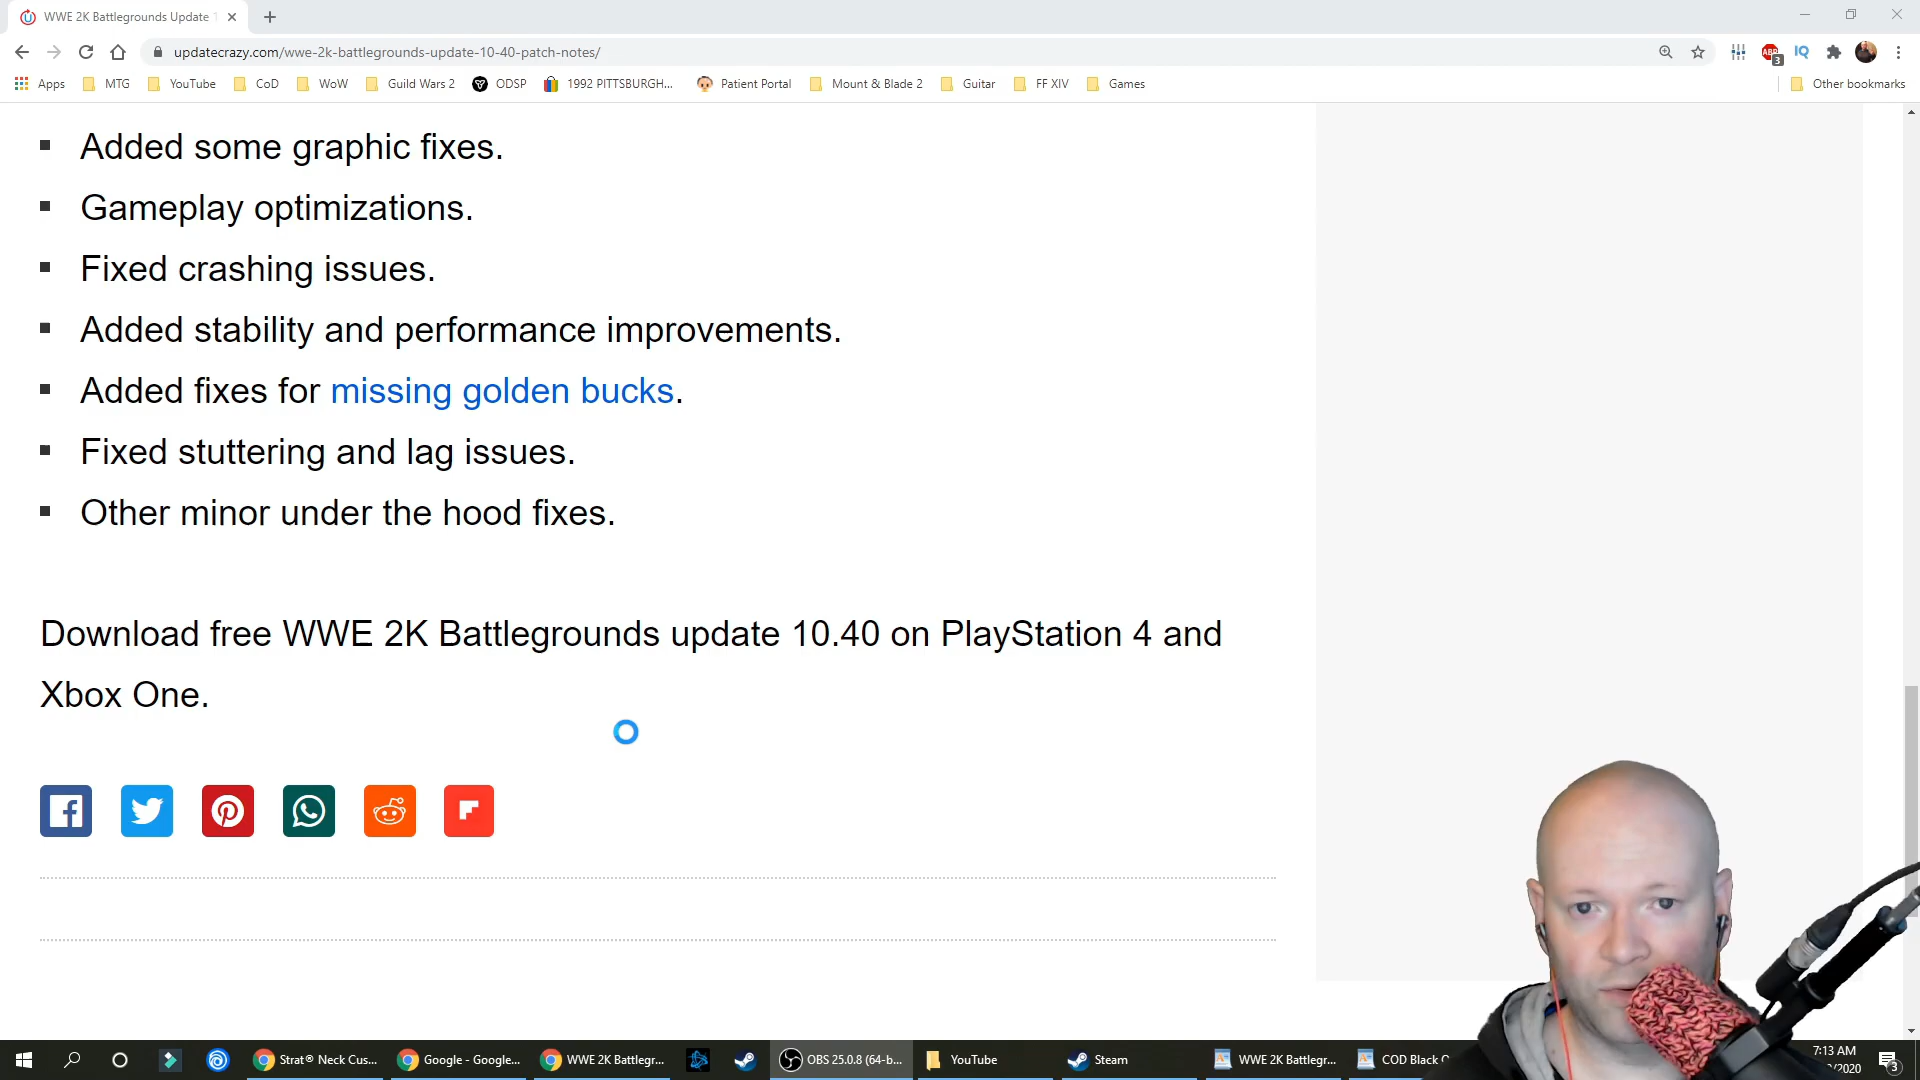 WWE 2K Battlegrounds Update
updatecrazy.com/wwe-2k-battlegrounds-update-10-40-patch-notes/
ABP
3
IQ
Apps
MTG
YouTube
CoD
WoW
Guild Wars 2
ODSP
1992 PITTSBURGH...
Patient Portal
Mount & Blade 2
Guitar
FF XIV
Games
Other bookmarks
Added some graphic fixes.
Gameplay optimizations.
Fixed crashing issues.
Added stability and performance improvements.
Added fixes for missing golden bucks.
Fixed stuttering and lag issues.
Other minor under the hood fixes.
Download free WWE 2K Battlegrounds update 10.40 on PlayStation 4 and
Xbox One.
Strat® Neck Cus...
Google - Google...
WWE 2K Battlegr...
OBS 25.0.8 (64-b...
YouTube
Steam
WWE 2K Battlegr...
COD Black O
7:13 AM
/2020
3